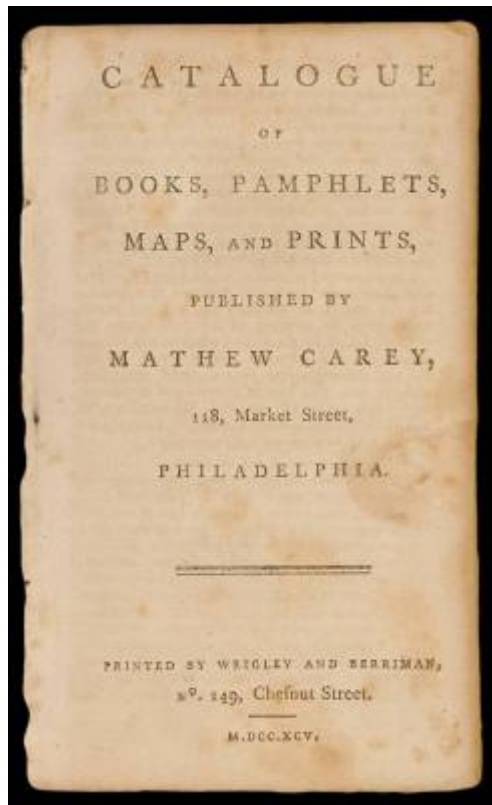 CATALOGUE
OF
BOOKS, PAMPHLETS,
MAPS, AND PRINTS,
PUBLISHED BY
MATHEW CAREY,
118, Market Street,
PHILADELPHIA.
PRINTED BY WRIGLEY AND BERRIMAN,
No. 149, Cheſnut Street.
M.DCC.XCV.